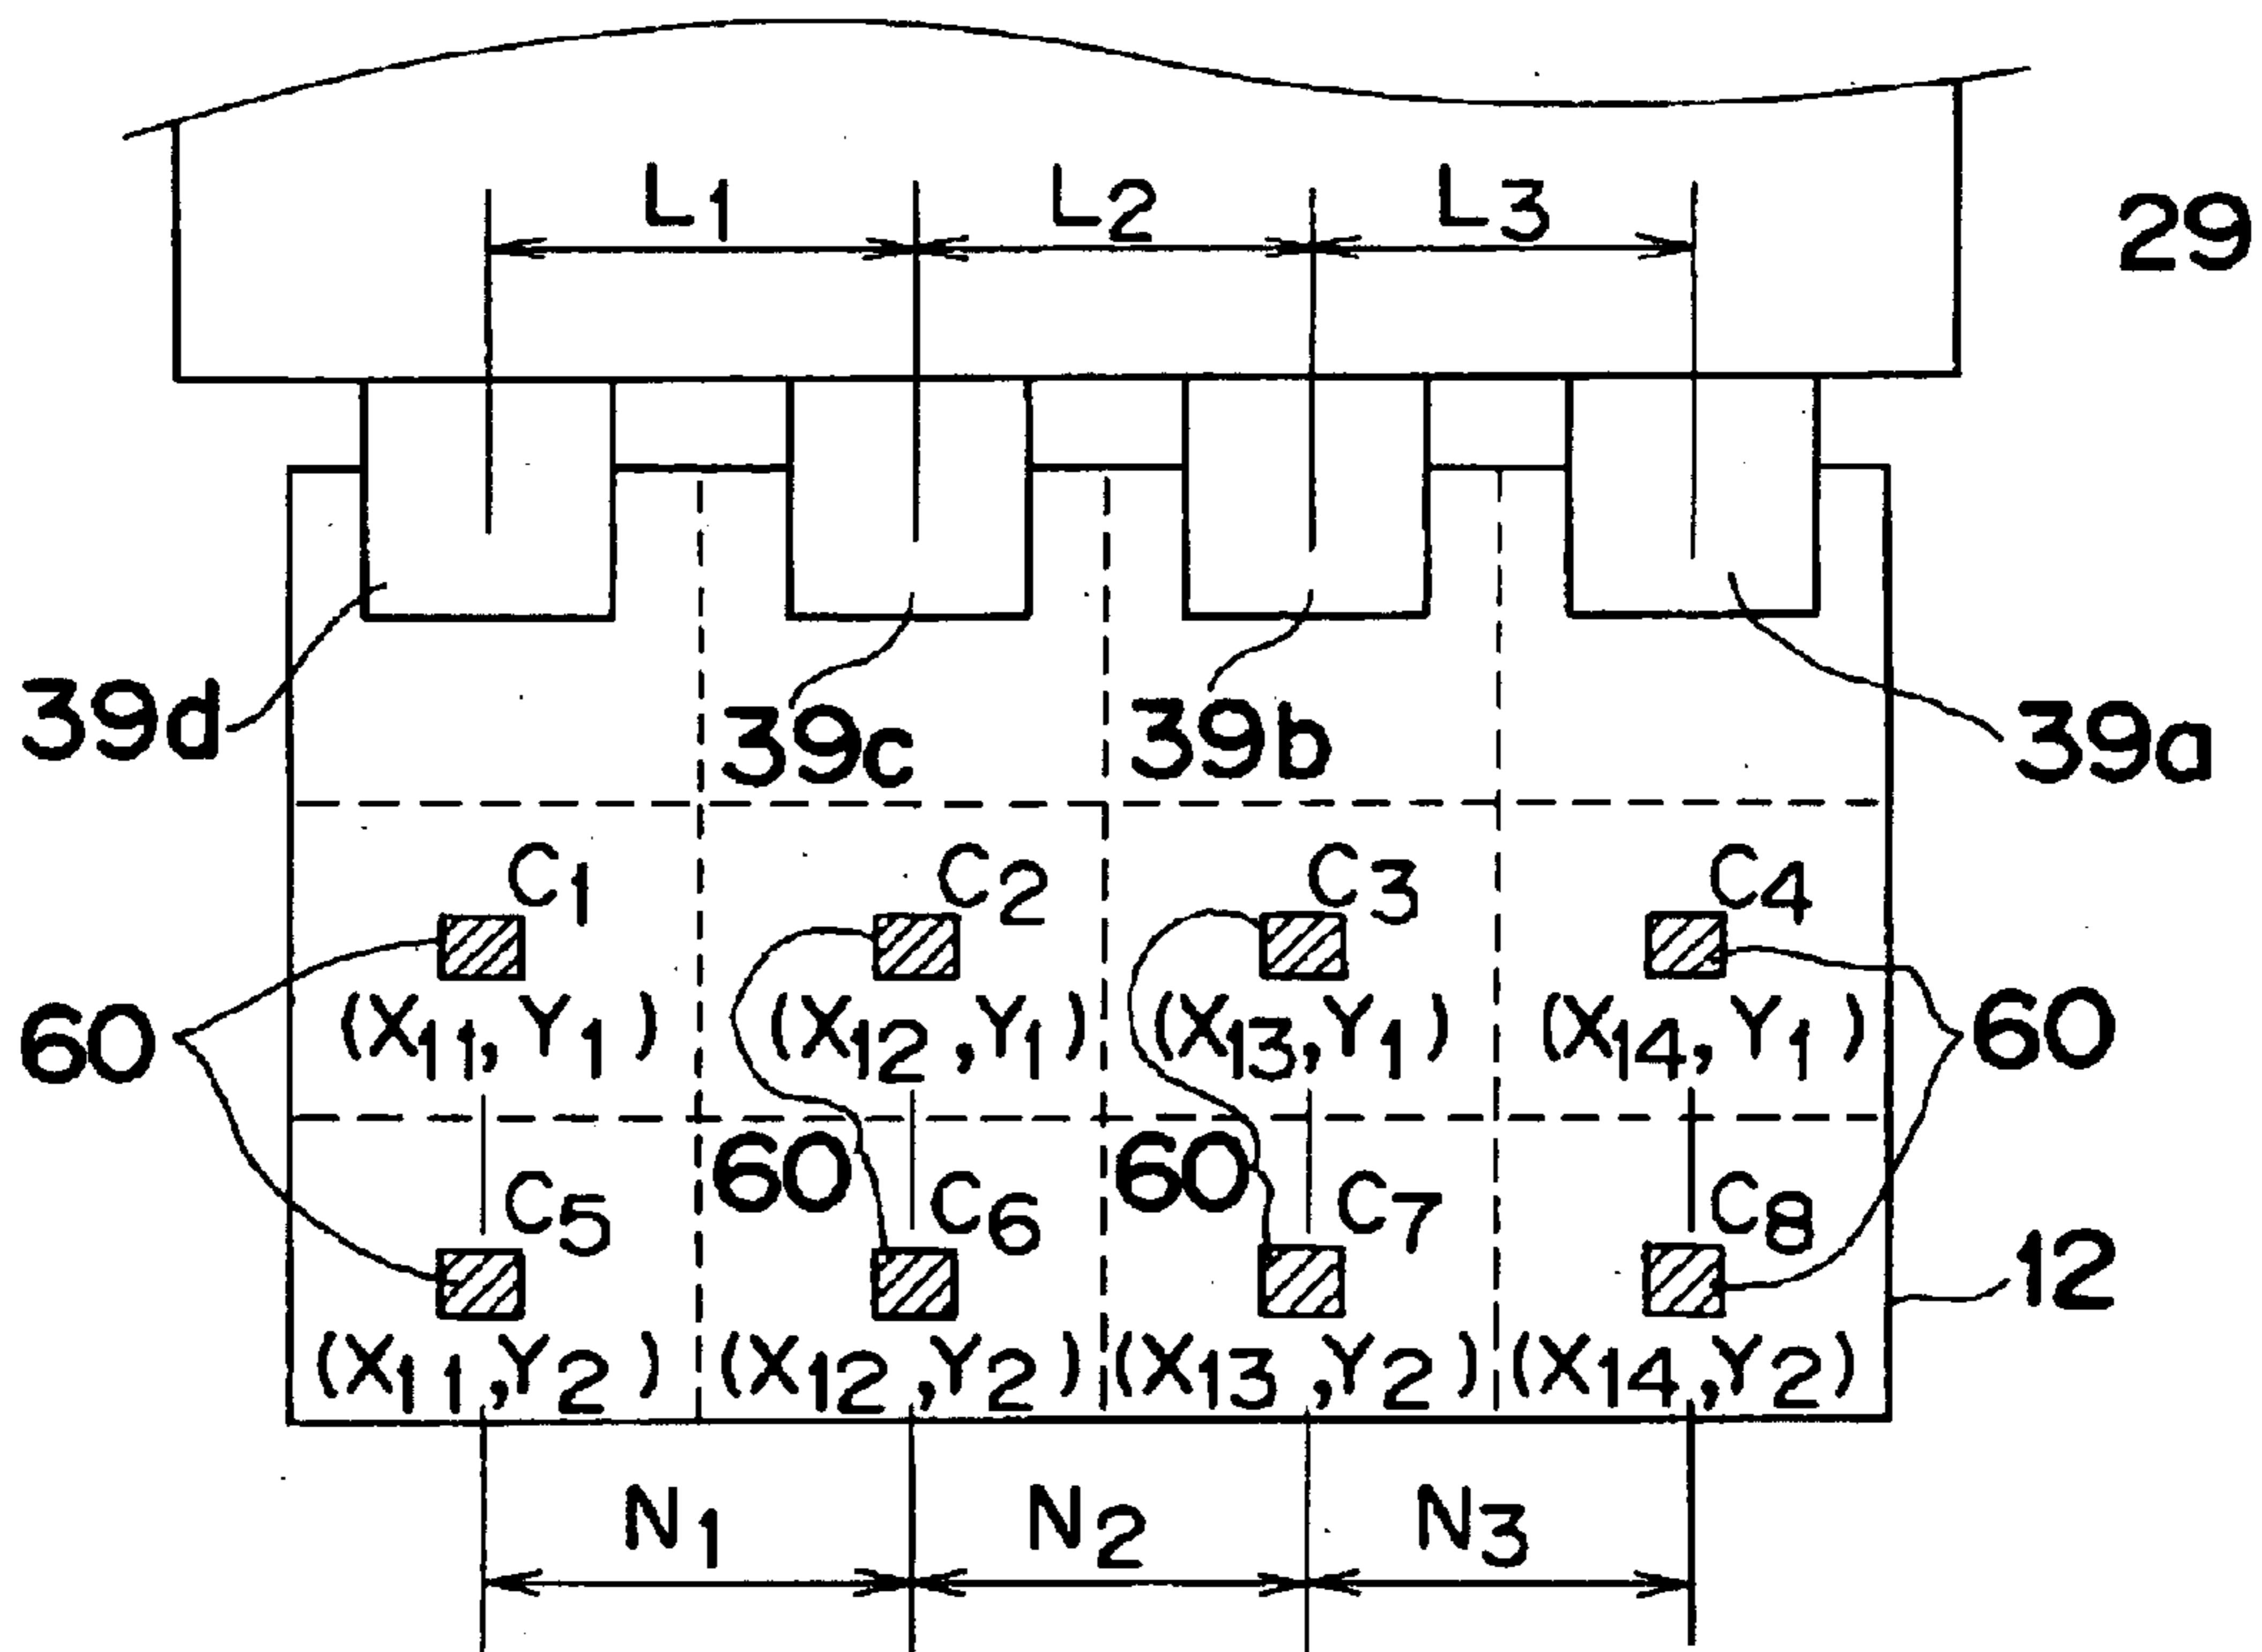 L1 L2 L3
29
39d 39c 39b 39a
C1 C2 C3 C4
60 (X11,Y1) (X12,Y1) (X13,Y1) (X14,Y1) 60
60 60
C5 C6 C7 C8
12
(X11,Y2) (X12,Y2) (X13,Y2) (X14,Y2)
N1 N2 N3